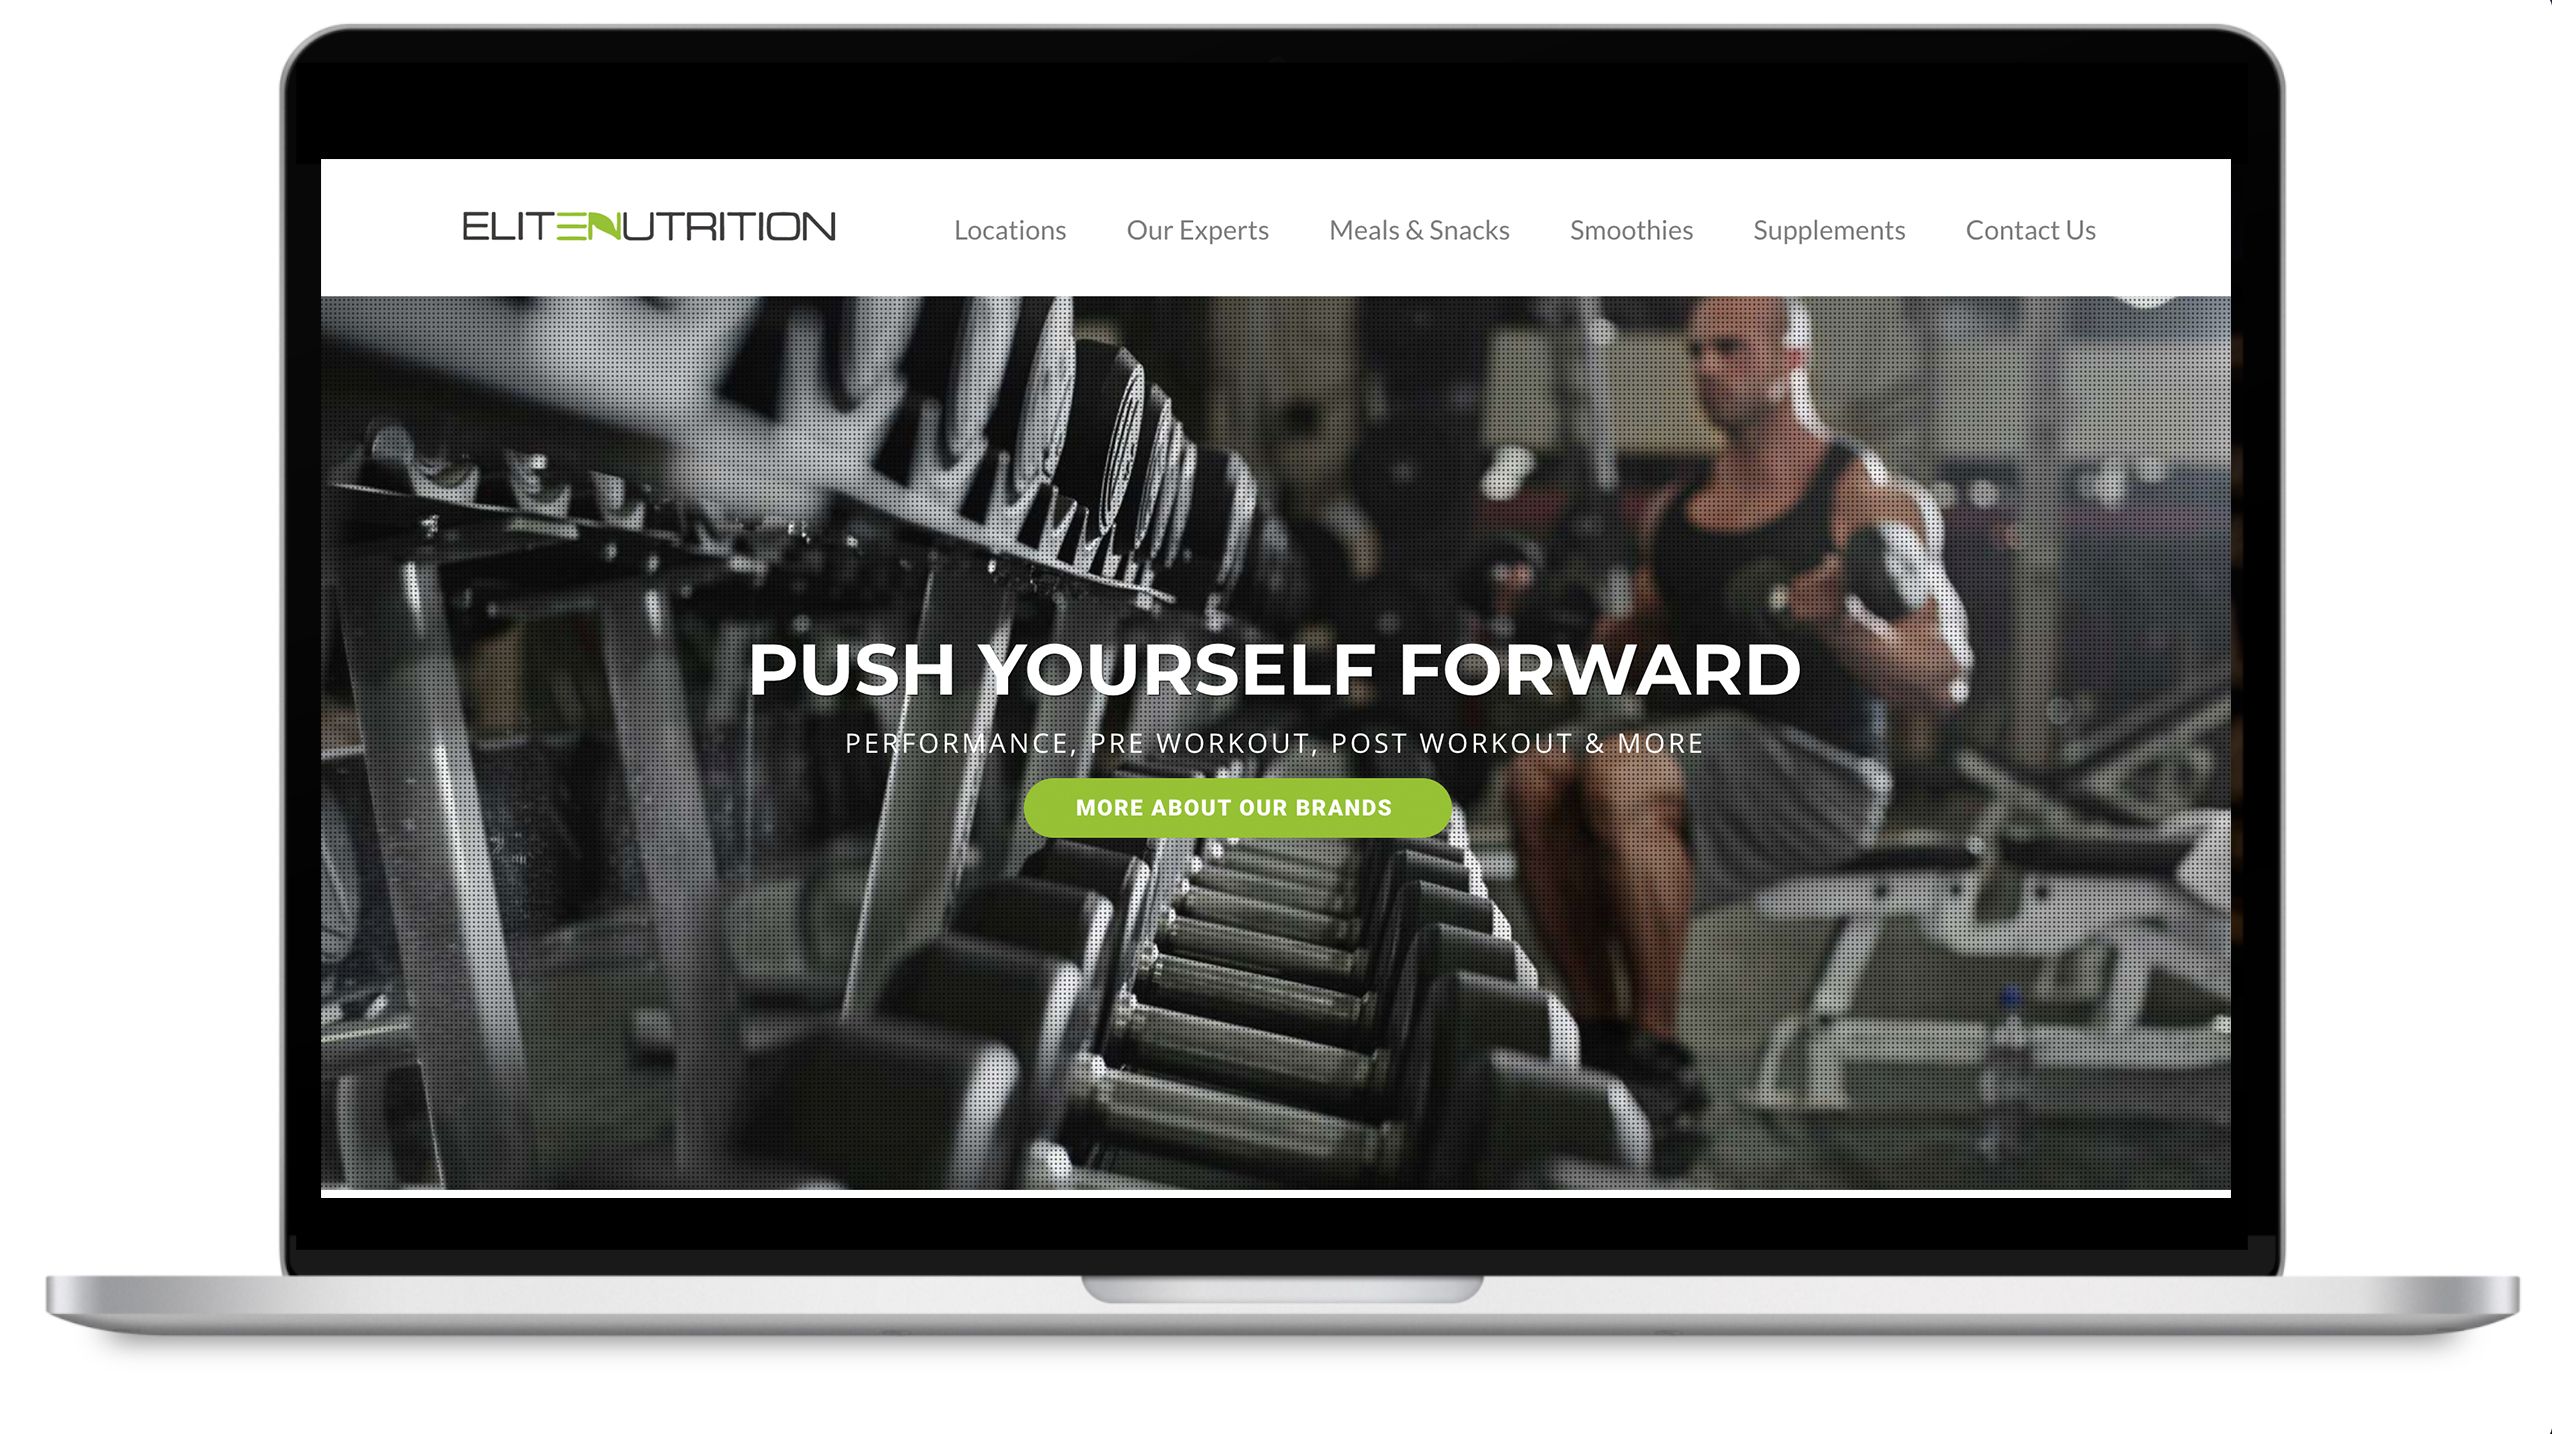 ELITENUTRITION
Locations Our Experts Meals & Snacks Smoothies Supplements Contact Us
PUSH YOURSELF FORWARD
PERFORMANCE, PRE WORKOUT, POST WORKOUT & MORE
MORE ABOUT OUR BRANDS